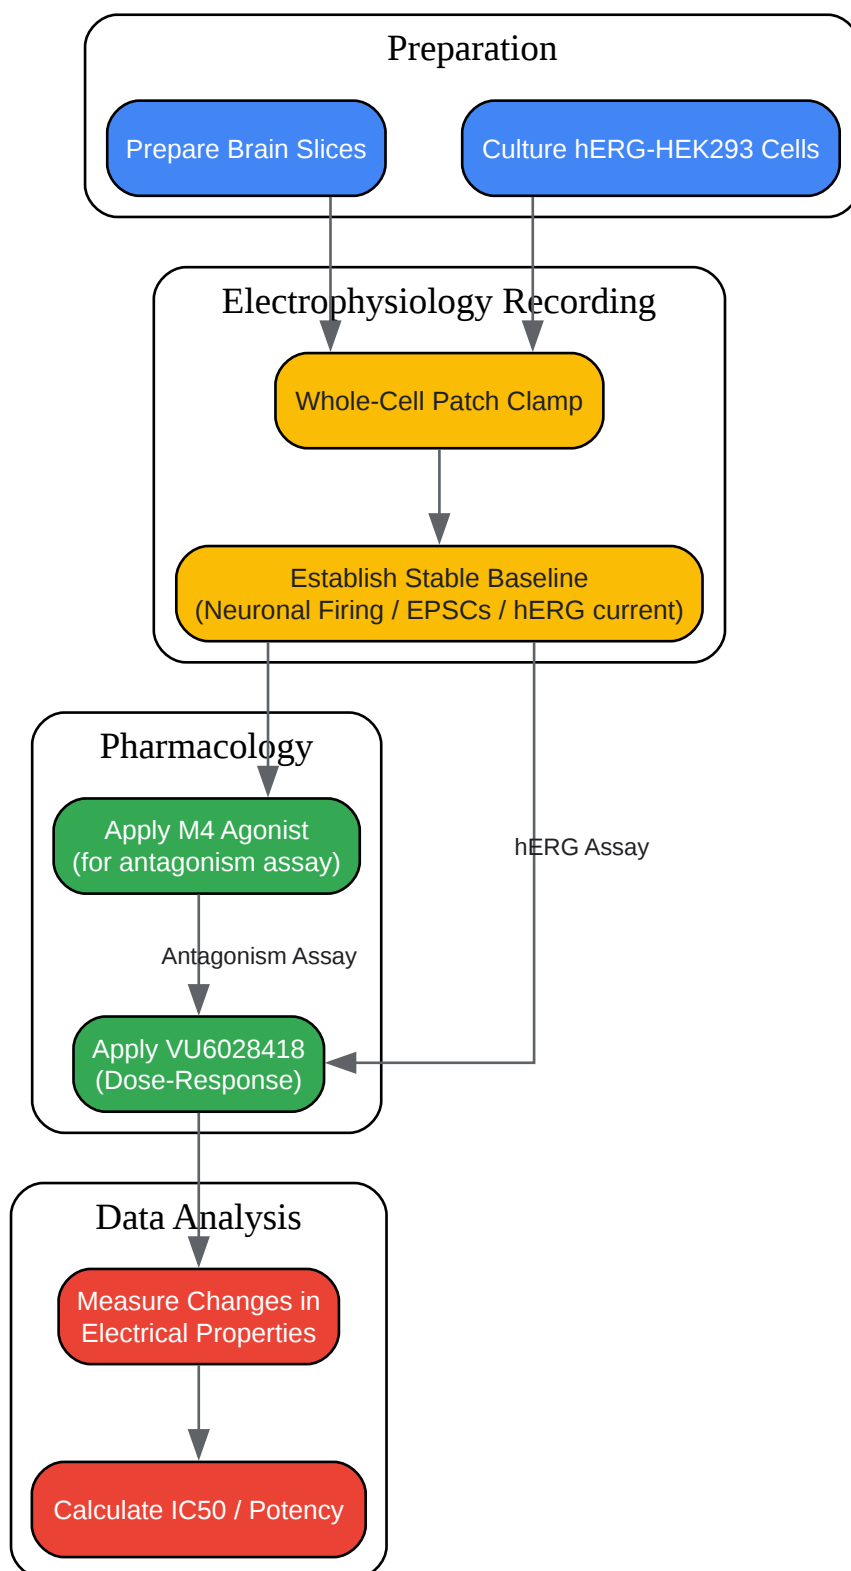 Preparation
Prepare Brain Slices
Culture hERG-HEK293 Cells
Electrophysiology Recording
Whole-Cell Patch Clamp
Establish Stable Baseline
(Neuronal Firing / EPSCs / hERG current)
Pharmacology
Apply M4 Agonist
(for antagonism assay)
hERG Assay
Antagonism Assay
Apply VU6028418
(Dose-Response)
Data Analysis
Measure Changes in
Electrical Properties
Calculate IC50 / Potency